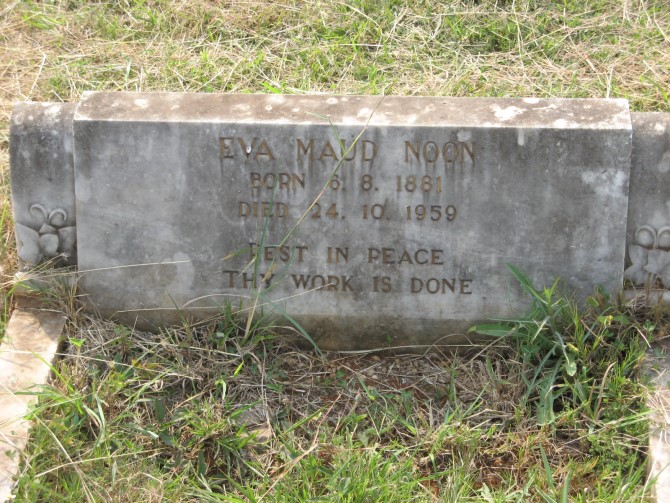 EVA MAUD NOON
BORN 6. 8. 1881
DIED 24. 10. 1959
REST IN PEACE
THY WORK IS DONE